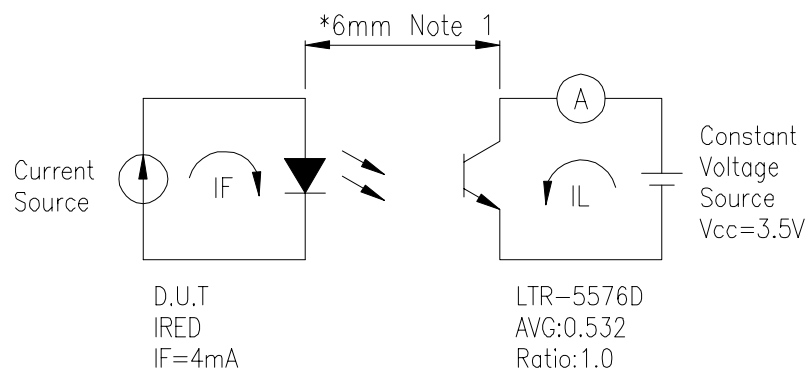 *6mm Note 1
A
Current
Source
IF
IL
Constant
Voltage
Source
Vcc=3.5V
D.U.T
IRED
IF=4mA
LTR-5576D
AVG:0.532
Ratio:1.0